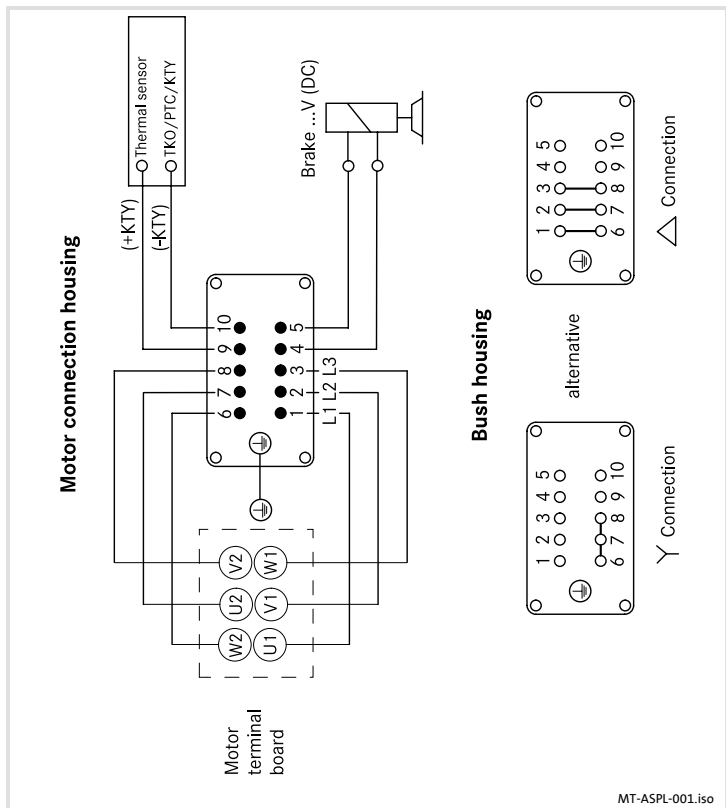 Motor connection housing
Thermal sensor
TKO/PTC/KTY
(+KTY)
(-KTY)
Brake ...V (DC)
6 7 8 9 10
1 2 3 4 5
L1 L2 L3
W2 U2 V2
U1 V1 W1
Motor
terminal
board
Bush housing
1 2 3 4 5
6 7 8 9 10
Y Connection
alternative
1 2 3 4 5
6 7 8 9 10
△ Connection
MT-ASPL-001.iso